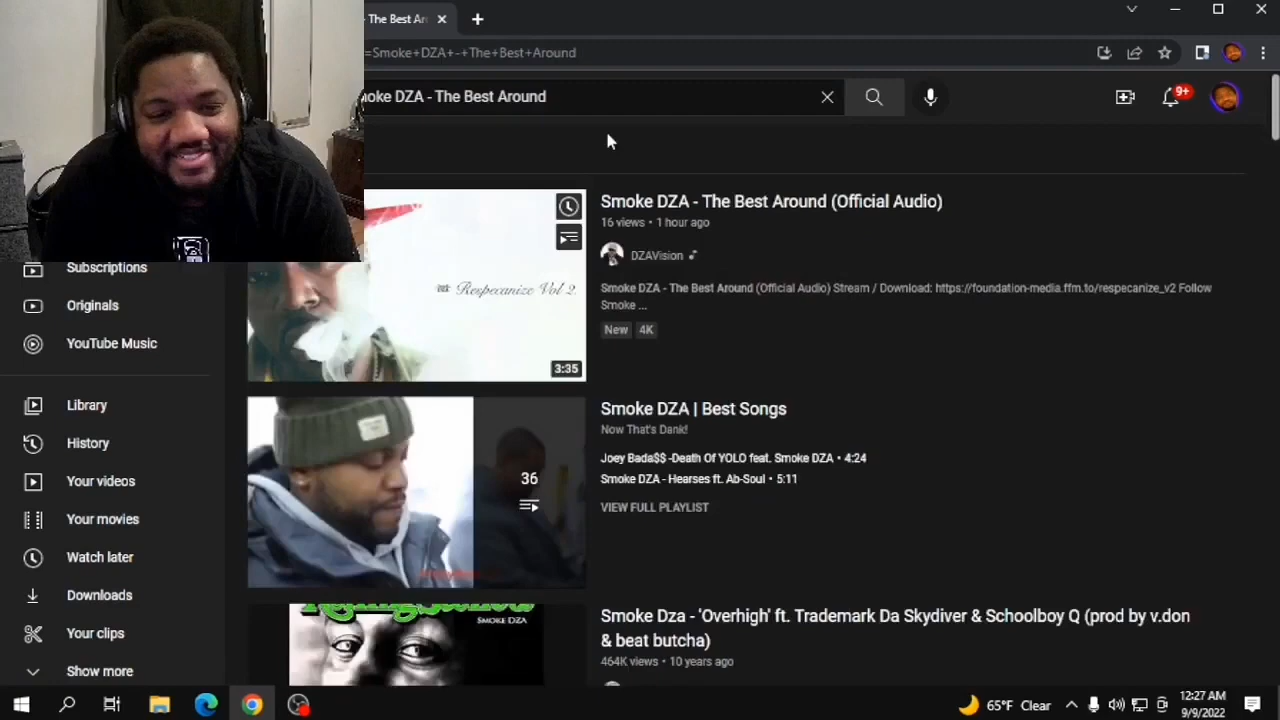 - The Best Ar
=Smoke+DZA+-+The+Best+Around
oke DZA - The Best Around
9+
Subscriptions
Originals
YouTube Music
Library
History
Your videos
Your movies
Watch later
Downloads
Your clips
Show more
Respecanize Vol 2.
3:35
Smoke DZA - The Best Around (Official Audio)
16 views • 1 hour ago
DZAVision
Smoke DZA - The Best Around (Official Audio) Stream / Download: https://foundation-media.ffm.to/respecanize_v2 Follow
Smoke ...
New
4K
36
Smoke DZA | Best Songs
Now That's Dank!
Joey Bada$$ -Death Of YOLO feat. Smoke DZA • 4:24
Smoke DZA - Hearses ft. Ab-Soul • 5:11
VIEW FULL PLAYLIST
SMOKE DZA
Smoke Dza - 'Overhigh' ft. Trademark Da Skydiver & Schoolboy Q (prod by v.don
& beat butcha)
464K views • 10 years ago
65°F Clear
12:27 AM
9/9/2022